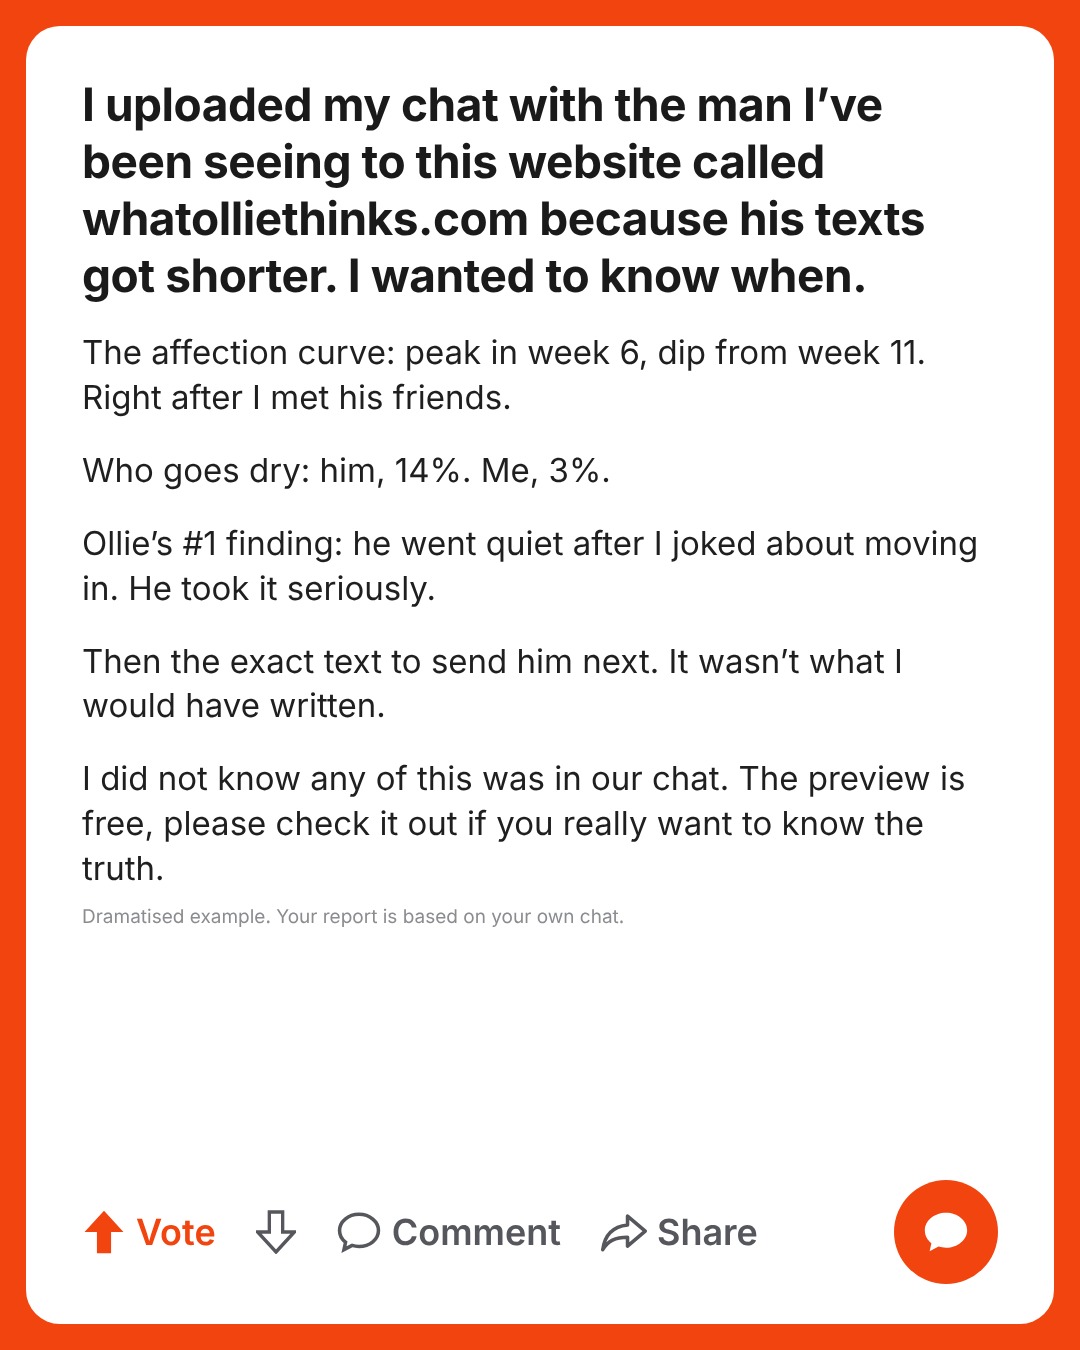 I uploaded my chat with the man I’ve
been seeing to this website called
whatolliethinks.com because his texts
got shorter. I wanted to know when.
The affection curve: peak in week 6, dip from week 11.
Right after I met his friends.
Who goes dry: him, 14%. Me, 3%.
Ollie’s #1 finding: he went quiet after I joked about moving
in. He took it seriously.
Then the exact text to send him next. It wasn’t what I
would have written.
I did not know any of this was in our chat. The preview is
free, please check it out if you really want to know the
truth.
Dramatised example. Your report is based on your own chat.
Vote Comment Share